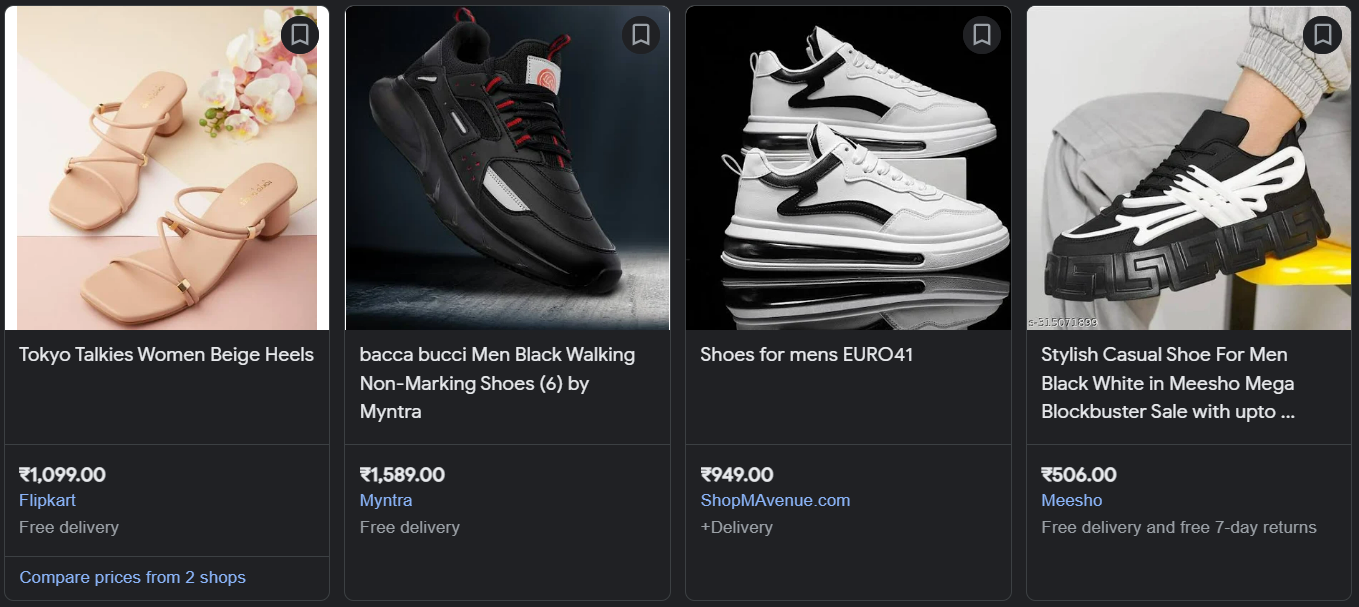 Tokyo Talkies Women Beige Heels
₹1,099.00
Flipkart
Free delivery
Compare prices from 2 shops
bacca bucci Men Black Walking
Non-Marking Shoes (6) by
Myntra
₹1,589.00
Myntra
Free delivery
Shoes for mens EURO41
₹949.00
ShopMAvenue.com
+Delivery
s-315071899
Stylish Casual Shoe For Men
Black White in Meesho Mega
Blockbuster Sale with upto ...
₹506.00
Meesho
Free delivery and free 7-day returns